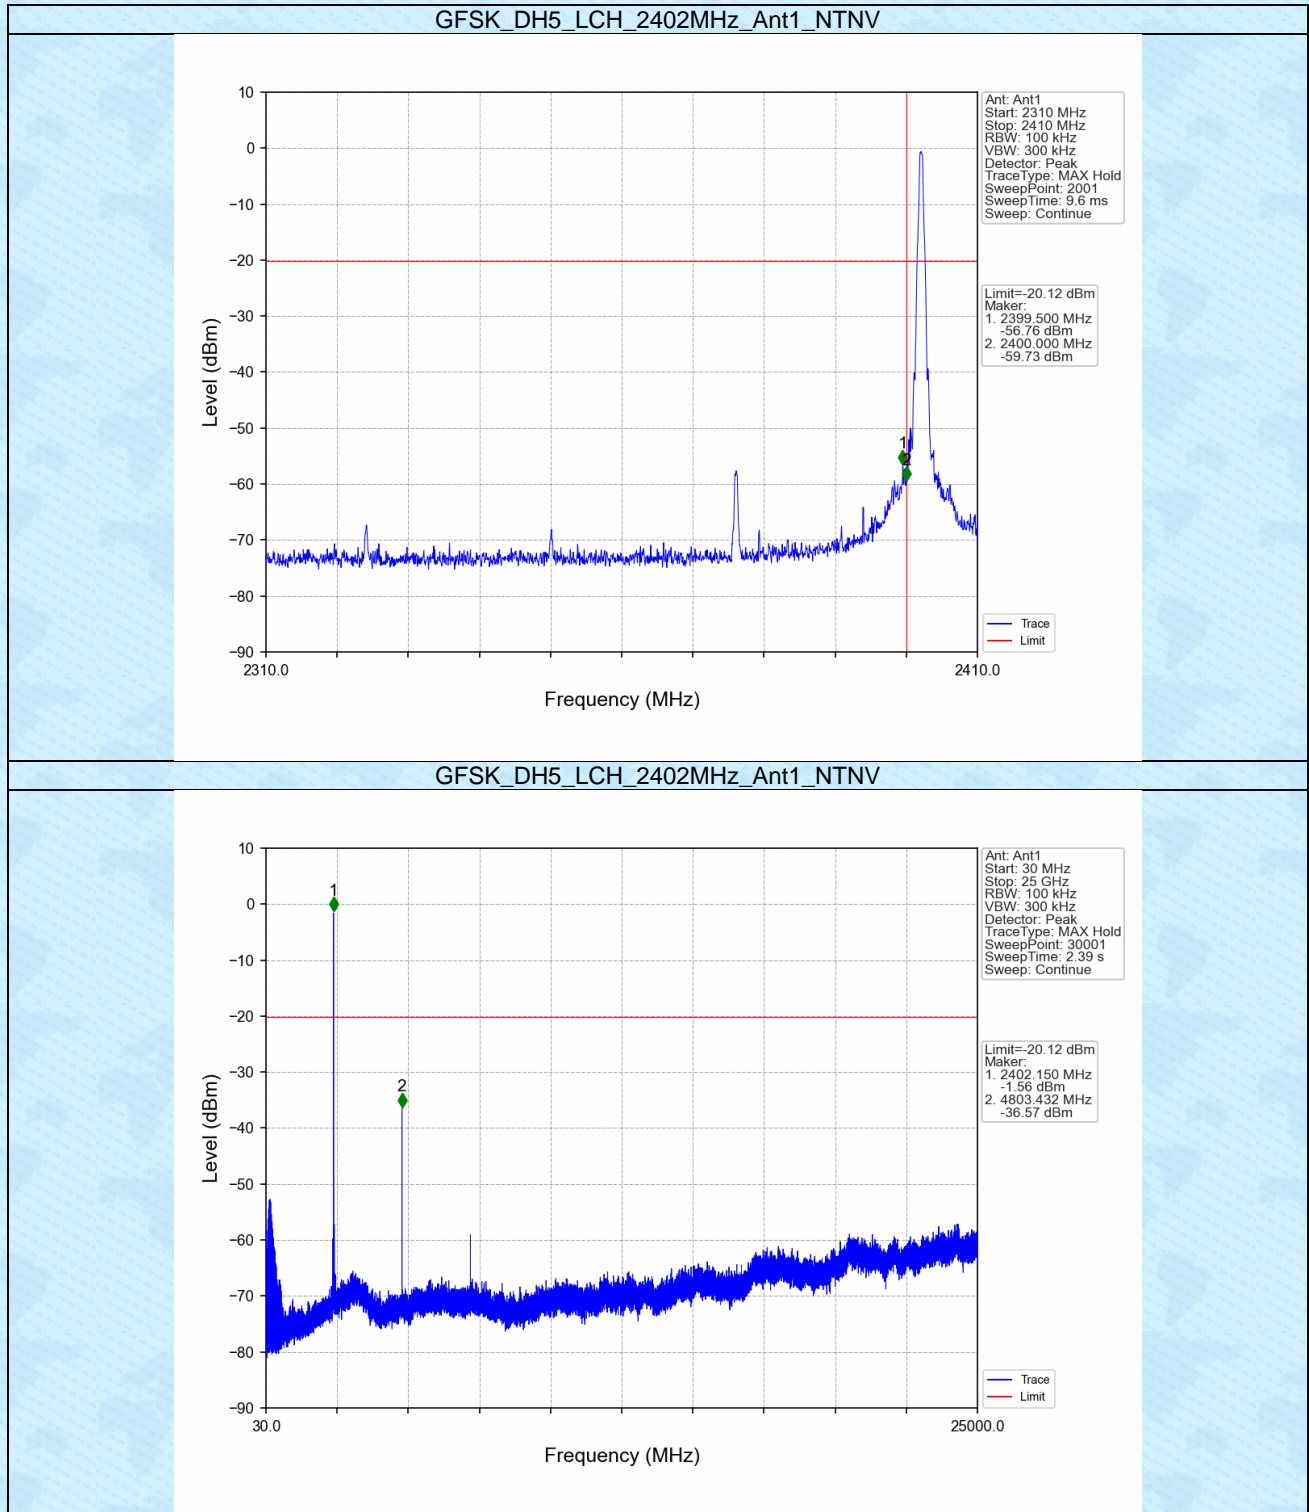 GFSK_DH5_LCH_2402MHz_Ant1_NTNV
10
0
−10
−20
−30
−40
−50
−60
−70
−80
−90
Level (dBm)
1
2
2310.0
2410.0
Frequency (MHz)
Ant: Ant1
Start: 2310 MHz
Stop: 2410 MHz
RBW: 100 kHz
VBW: 300 kHz
Detector: Peak
TraceType: MAX Hold
SweepPoint: 2001
SweepTime: 9.6 ms
Sweep: Continue
Limit=-20.12 dBm
Maker:
1. 2399.500 MHz
-56.76 dBm
2. 2400.000 MHz
-59.73 dBm
Trace
Limit
GFSK_DH5_LCH_2402MHz_Ant1_NTNV
10
0
−10
−20
−30
−40
−50
−60
−70
−80
−90
Level (dBm)
1
2
30.0
25000.0
Frequency (MHz)
Ant: Ant1
Start: 30 MHz
Stop: 25 GHz
RBW: 100 kHz
VBW: 300 kHz
Detector: Peak
TraceType: MAX Hold
SweepPoint: 30001
SweepTime: 2.39 s
Sweep: Continue
Limit=-20.12 dBm
Maker:
1. 2402.150 MHz
-1.56 dBm
2. 4803.432 MHz
-36.57 dBm
Trace
Limit